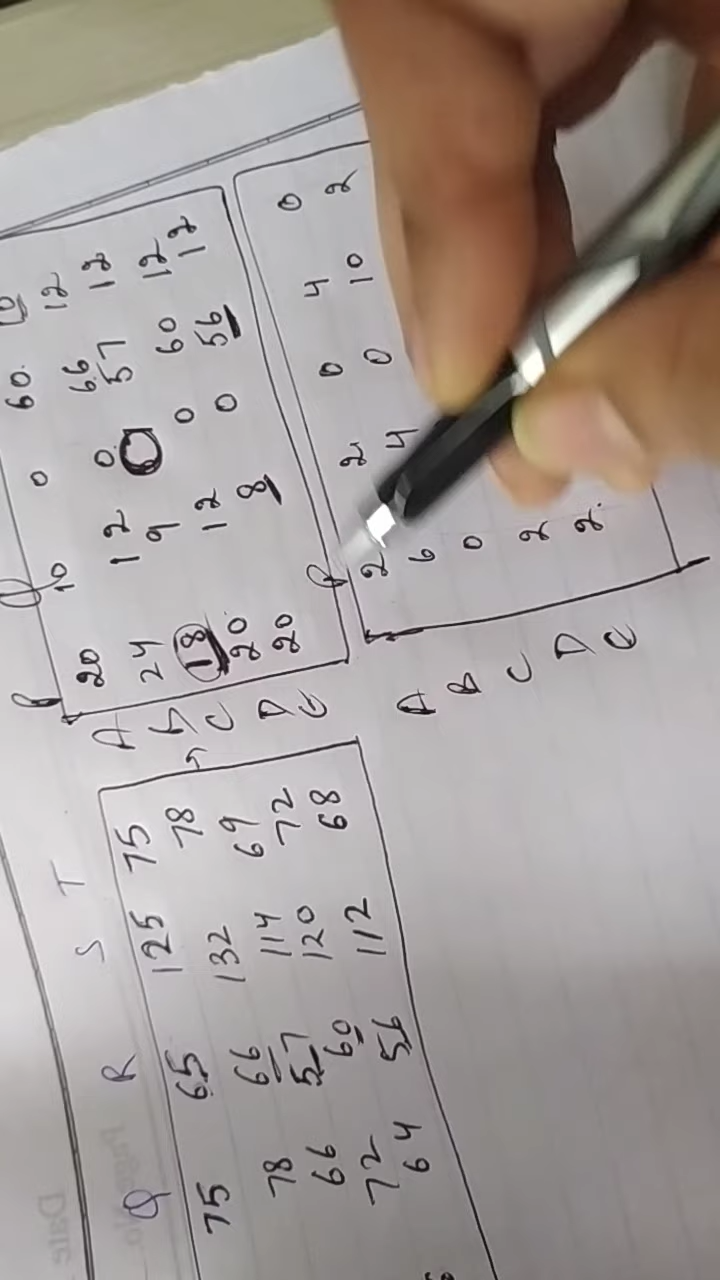 Q R S T
75 65 125 75
78 66 132 78
66 57 114 69
72 60 120 72
64 56 112 68
P Q
A 20 10 0 60 10
B 24 12 0 66 12
C 18 9 0 57 12
D 20 12 0 60 12
E 20 8 0 56 12
P
A 2 2 0 4 0
B 6 4 0 10 2
C 0
D 2
E 2